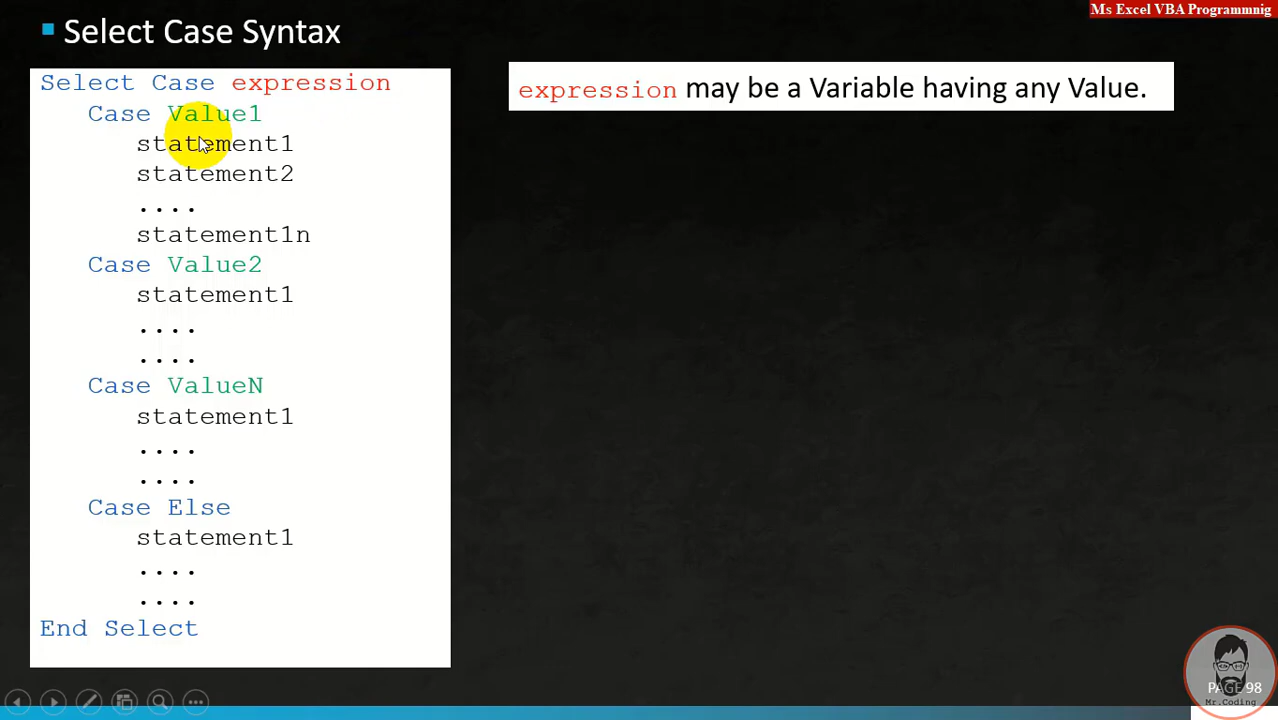 Ms Excel VBA Programmnig
Select Case Syntax
Select Case expression
Case Value1
statement1
statement2
....
statement1n
Case Value2
statement1
....
....
Case ValueN
statement1
....
....
Case Else
statement1
....
....
End Select
expression may be a Variable having any Value.
PAGE 98
Mr.Coding